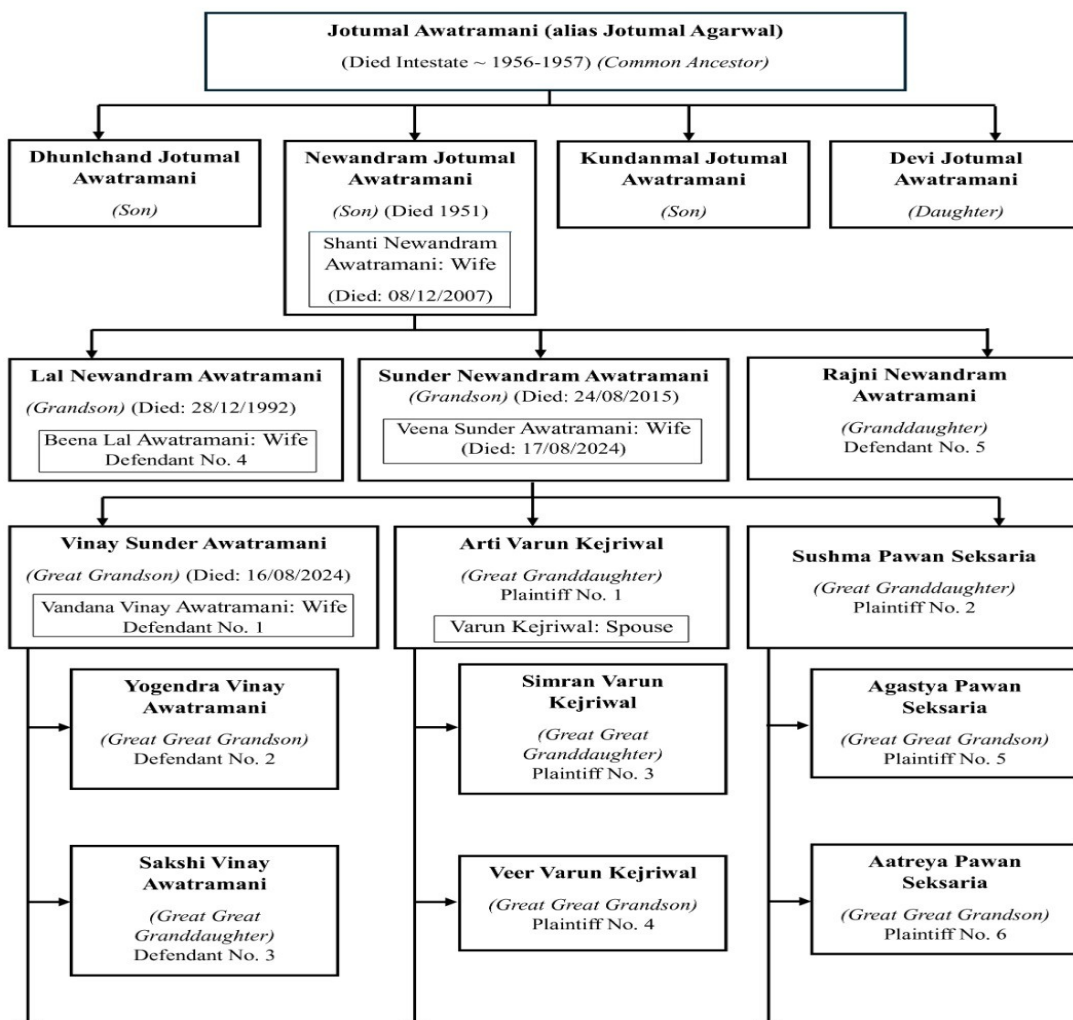 Jotumal Awatramani (alias Jotumal Agarwal)
(Died Intestate ~ 1956-1957) (Common Ancestor)
Dhunlchand Jotumal
Awatramani
(Son)
Newandram Jotumal
Awatramani
(Son) (Died 1951)
Shanti Newandram
Awatramani: Wife
(Died: 08/12/2007)
Kundanmal Jotumal
Awatramani
(Son)
Devi Jotumal
Awatramani
(Daughter)
Lal Newandram Awatramani
(Grandson) (Died: 28/12/1992)
Beena Lal Awatramani: Wife
Defendant No. 4
Sunder Newandram Awatramani
(Grandson) (Died: 24/08/2015)
Veena Sunder Awatramani: Wife
(Died: 17/08/2024)
Rajni Newandram
Awatramani
(Granddaughter)
Defendant No. 5
Vinay Sunder Awatramani
(Great Grandson) (Died: 16/08/2024)
Vandana Vinay Awatramani: Wife
Defendant No. 1
Arti Varun Kejriwal
(Great Granddaughter)
Plaintiff No. 1
Varun Kejriwal: Spouse
Sushma Pawan Seksaria
(Great Granddaughter)
Plaintiff No. 2
Yogendra Vinay
Awatramani
(Great Great Grandson)
Defendant No. 2
Simran Varun
Kejriwal
(Great Great
Granddaughter)
Plaintiff No. 3
Agastya Pawan
Seksaria
(Great Great Grandson)
Plaintiff No. 5
Sakshi Vinay
Awatramani
(Great Great
Granddaughter)
Defendant No. 3
Veer Varun Kejriwal
(Great Great Grandson)
Plaintiff No. 4
Aatreya Pawan
Seksaria
(Great Great Grandson)
Plaintiff No. 6